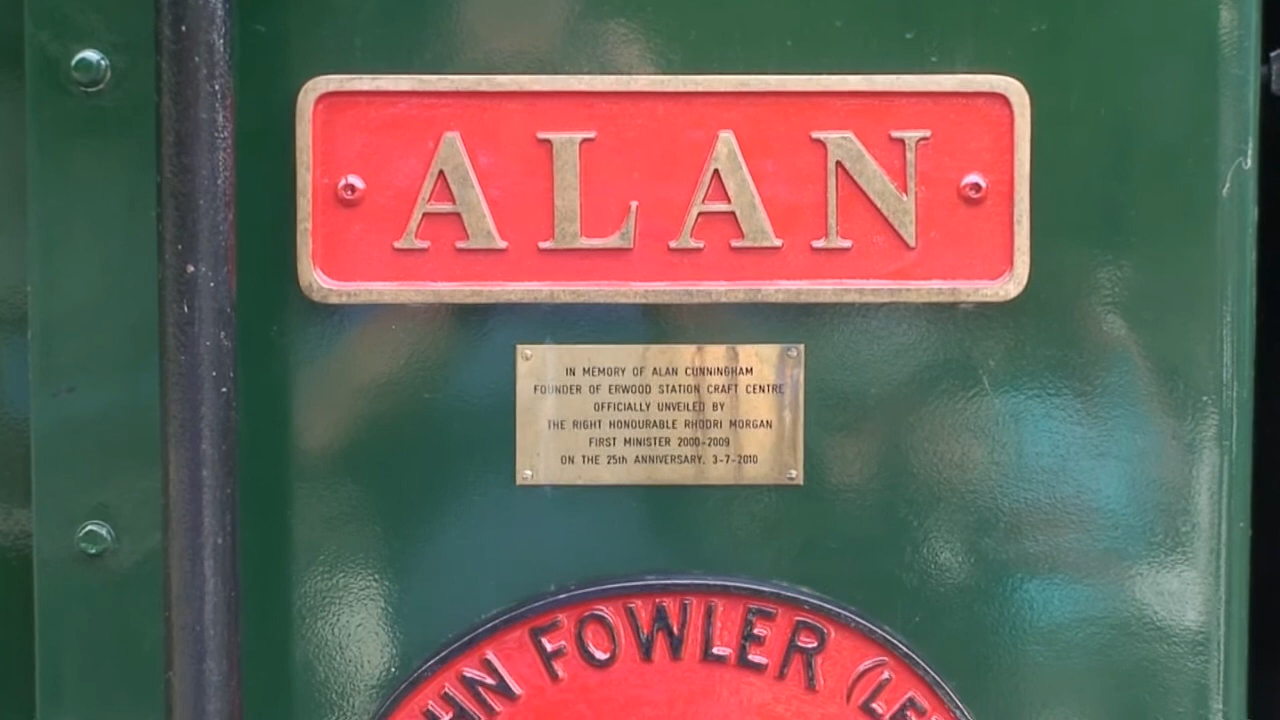 ALAN
IN MEMORY OF ALAN CUNNINGHAM
FOUNDER OF ERWOOD STATION CRAFT CENTRE
OFFICIALLY UNVEILED BY
THE RIGHT HONOURABLE RHODRI MORGAN
FIRST MINISTER 2000-2009
ON THE 25th ANNIVERSARY, 3-7-2010
FOWLER